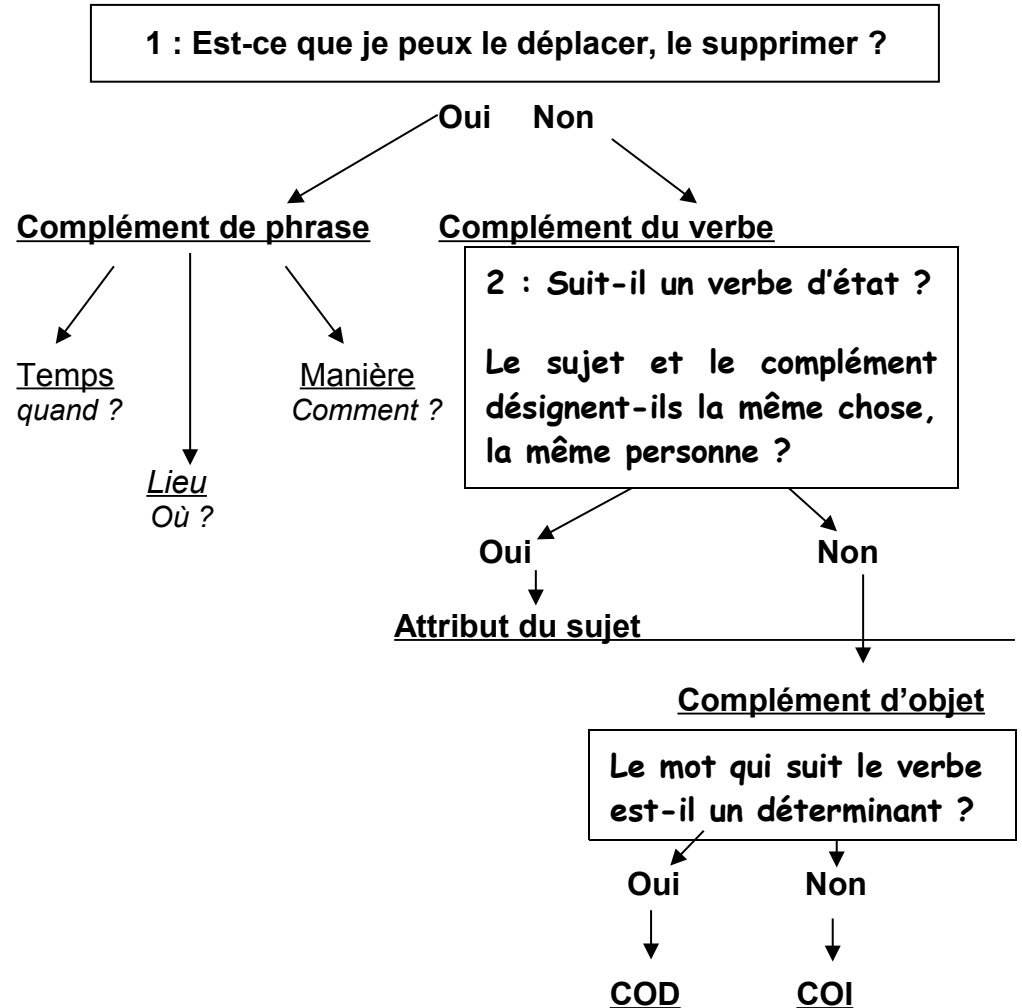 1 : Est-ce que je peux le déplacer, le supprimer ?
Oui Non
Complément de phrase
Complément du verbe
Temps
quand ?
Lieu
Où ?
Manière
Comment ?
2 : Suit-il un verbe d'état ?
Le sujet et le complément
désignent-ils la même chose,
la même personne ?
Oui
Non
Attribut du sujet
Complément d'objet
Le mot qui suit le verbe
est-il un déterminant ?
Oui
Non
COD
COI